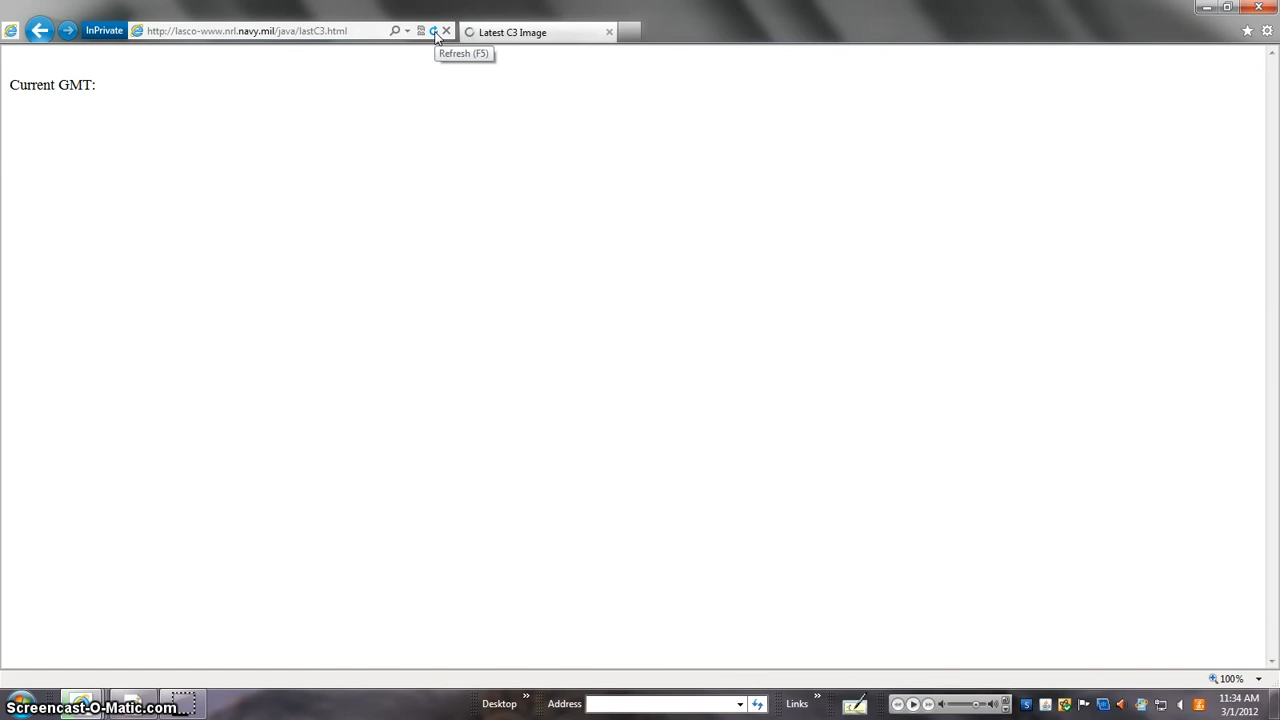 InPrivate
http://lasco-www.nrl.navy.mil/java/lastC3.html
Latest C3 Image
Refresh (F5)
Current GMT:
100%
Desktop
Address
Links
11:34 AM
3/1/2012
Screencast-O-Matic.com